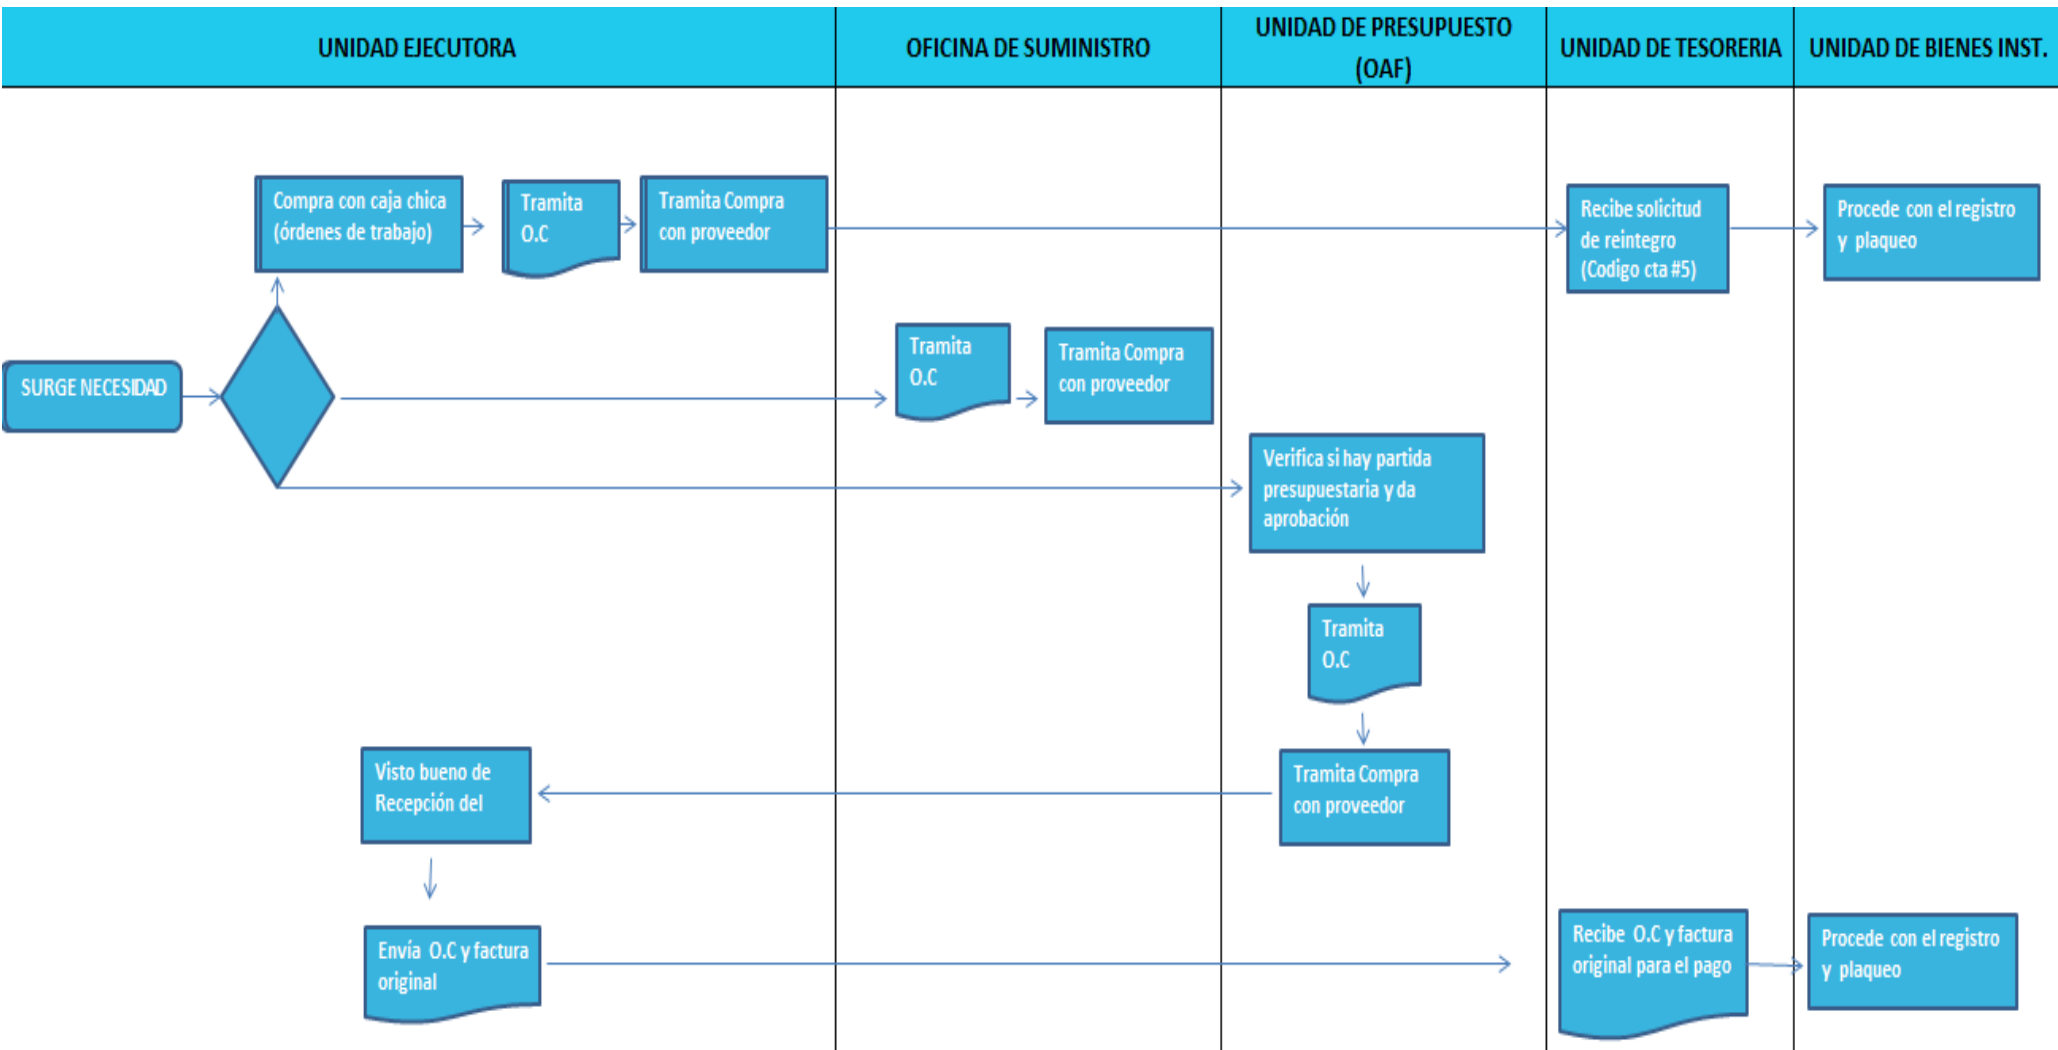 UNIDAD EJECUTORA
OFICINA DE SUMINISTRO
UNIDAD DE PRESUPUESTO
(OAF)
UNIDAD DE TESORERIA
UNIDAD DE BIENES INST.
Compra con caja chica
(órdenes de trabajo)
Tramita
O.C
Tramita Compra
con proveedor
Recibe solicitud
de reintegro
(Codigo cta #5)
Procede con el registro
y plaqueo
SURGE NECESIDAD
Tramita
O.C
Tramita Compra
con proveedor
Verifica si hay partida
presupuestaria y da
aprobación
Tramita
O.C
Tramita Compra
con proveedor
Visto bueno de
Recepción del
Envía O.C y factura
original
Recibe O.C y factura
original para el pago
Procede con el registro
y plaqueo